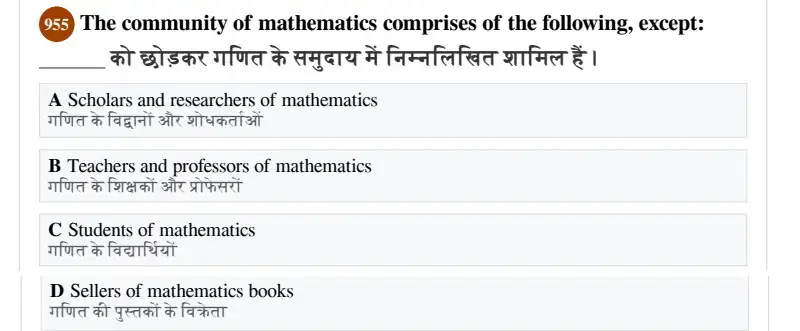 955 The community of mathematics comprises of the following, except:
______ को छोड़कर गणित के समुदाय में निम्नलिखित शामिल हैं।
A Scholars and researchers of mathematics
गणित के विद्वानों और शोधकर्ताओं
B Teachers and professors of mathematics
गणित के शिक्षकों और प्रोफेसरों
C Students of mathematics
गणित के विद्यार्थियों
D Sellers of mathematics books
गणित की पुस्तकों के विक्रेता